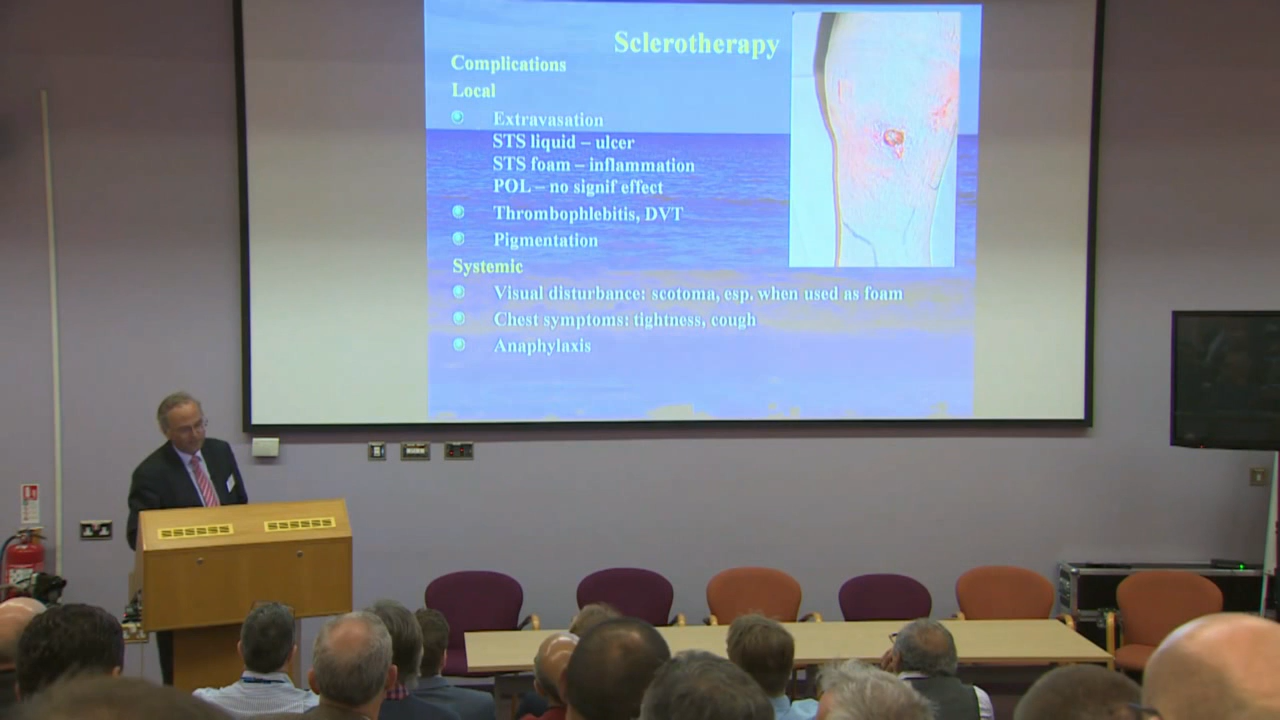 Sclerotherapy
Complications
Local
Extravasation
STS liquid – ulcer
STS foam – inflammation
POL – no signif effect
Thrombophlebitis, DVT
Pigmentation
Systemic
Visual disturbance: scotoma, esp. when used as foam
Chest symptoms: tightness, cough
Anaphylaxis